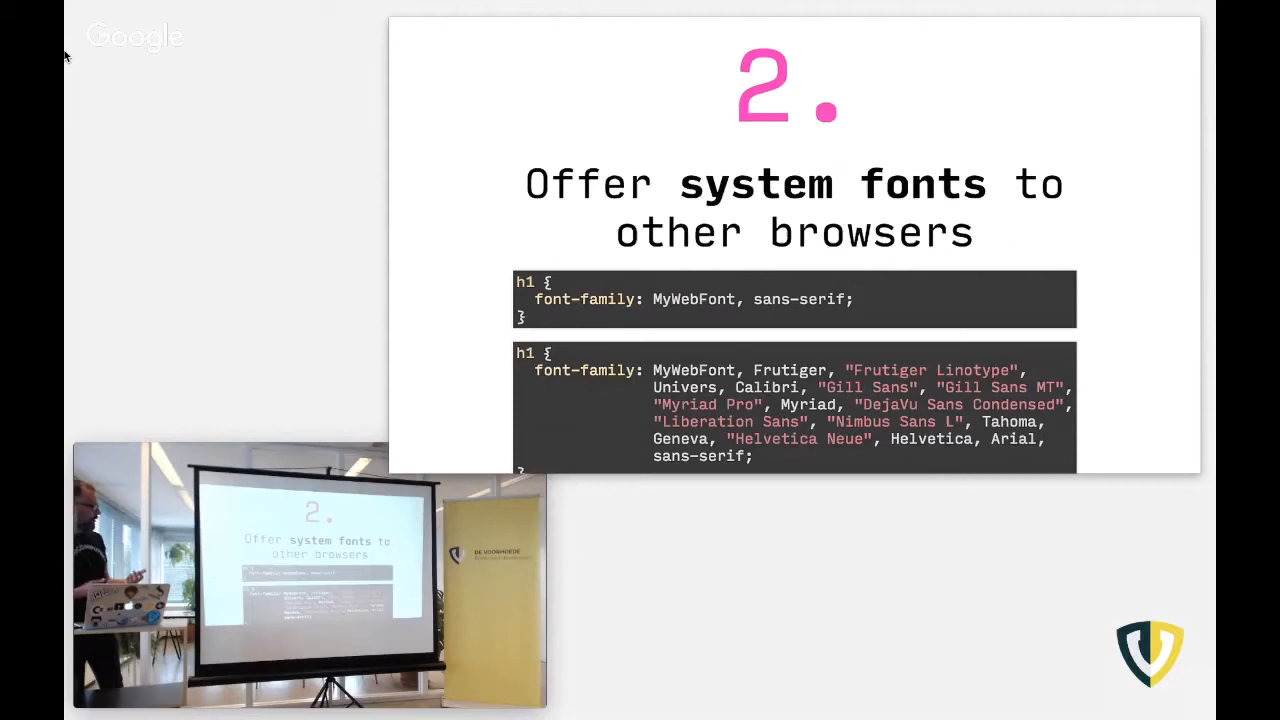 Google
2.
Offer system fonts to
other browsers
h1 {
font-family: MyWebFont, sans-serif;
}
h1 {
font-family: MyWebFont, Frutiger, "Frutiger Linotype",
Univers, Calibri, "Gill Sans", "Gill Sans MT",
"Myriad Pro", Myriad, "DejaVu Sans Condensed",
"Liberation Sans", "Nimbus Sans L", Tahoma,
Geneva, "Helvetica Neue", Helvetica, Arial,
sans-serif;
}
2.
Offer system fonts to
other browsers
DE VOORHOEDE